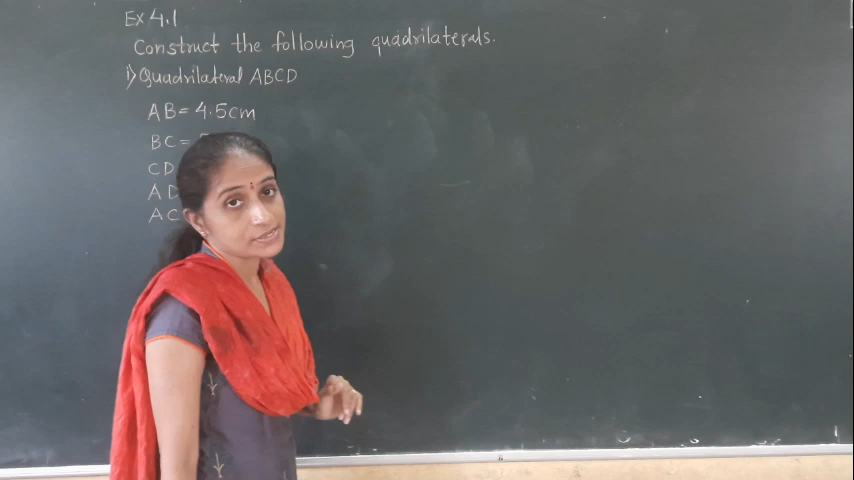 Ex 4.1
Construct the following quadrilaterals.
i) Quadrilateral ABCD
AB = 4.5cm
BC =
CD
AD
AC